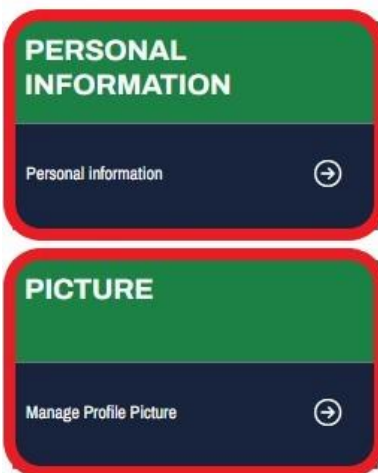 PERSONAL
INFORMATION
Personal information
PICTURE
Manage Profile Picture